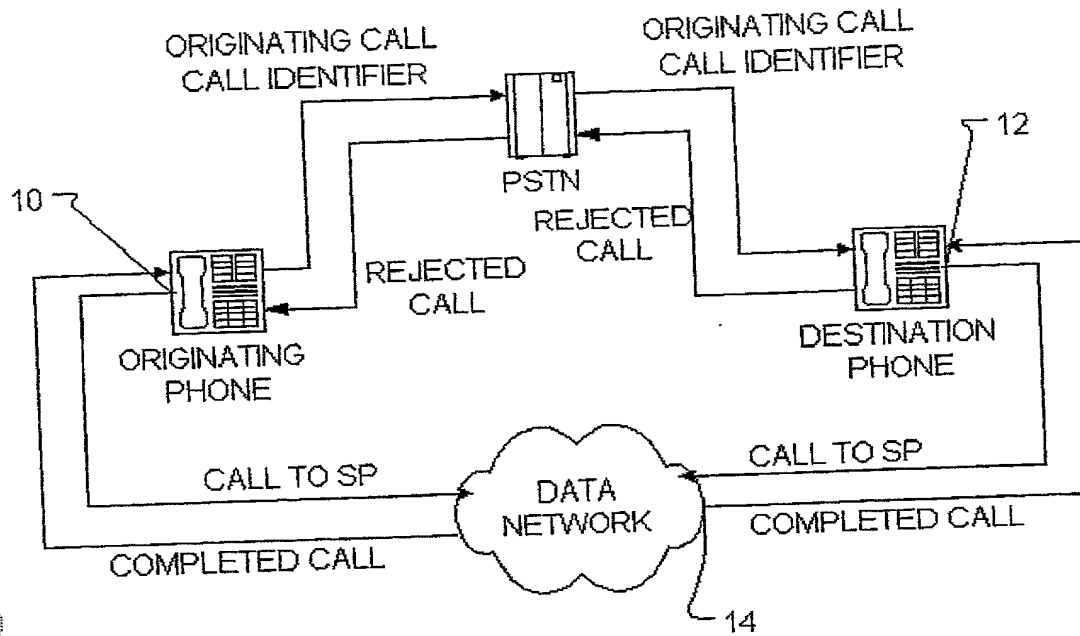 ORIGINATING CALL
CALL IDENTIFIER
ORIGINATING CALL
CALL IDENTIFIER
12
PSTN
10
REJECTED
CALL
REJECTED
CALL
ORIGINATING
PHONE
DESTINATION
PHONE
CALL TO SP
DATA
NETWORK
CALL TO SP
COMPLETED CALL
COMPLETED CALL
14